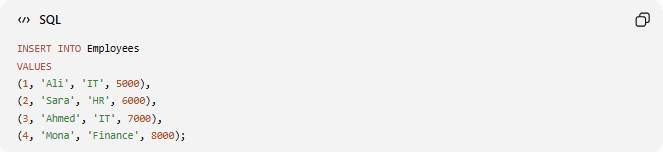 SQL
INSERT INTO Employees
VALUES
(1, 'Ali', 'IT', 5000),
(2, 'Sara', 'HR', 6000),
(3, 'Ahmed', 'IT', 7000),
(4, 'Mona', 'Finance', 8000);